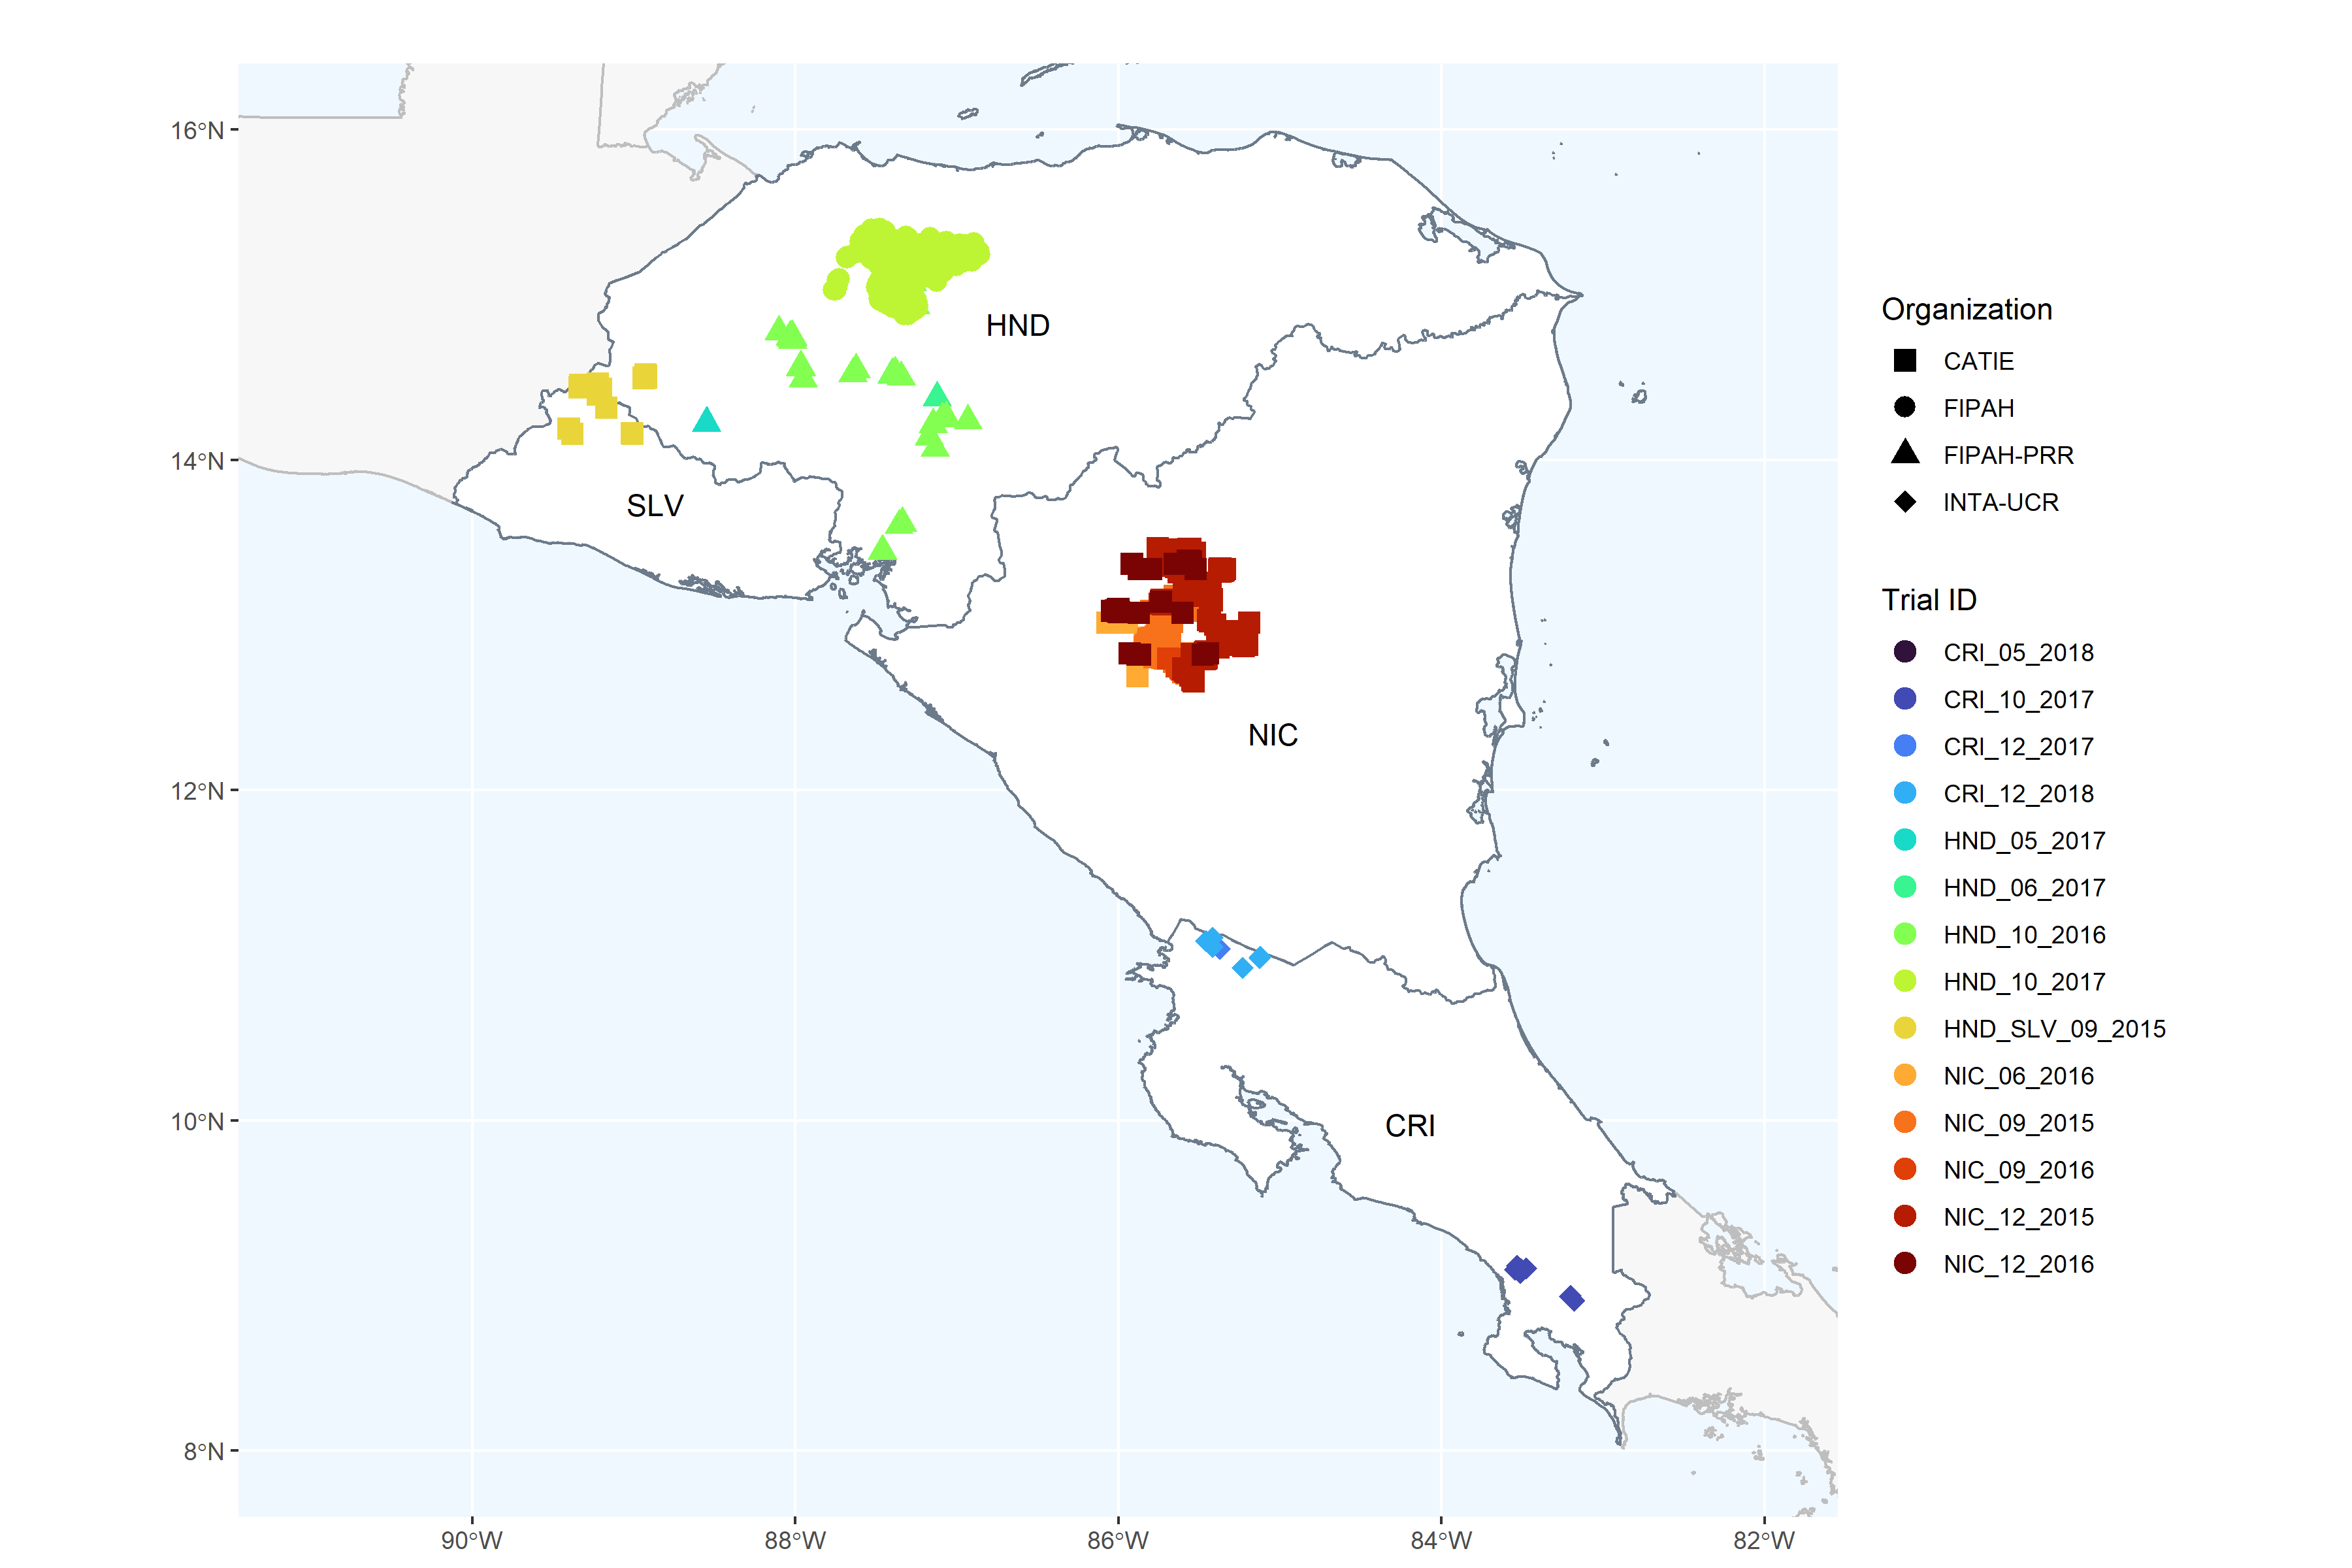 16°N
14°N
12°N
10°N
8°N
90°W
88°W
86°W
84°W
82°W
HND
SLV
NIC
CRI
Organization
CATIE
FIPAH
FIPAH-PRR
INTA-UCR
Trial ID
CRI_05_2018
CRI_10_2017
CRI_12_2017
CRI_12_2018
HND_05_2017
HND_06_2017
HND_10_2016
HND_10_2017
HND_SLV_09_2015
NIC_06_2016
NIC_09_2015
NIC_09_2016
NIC_12_2015
NIC_12_2016